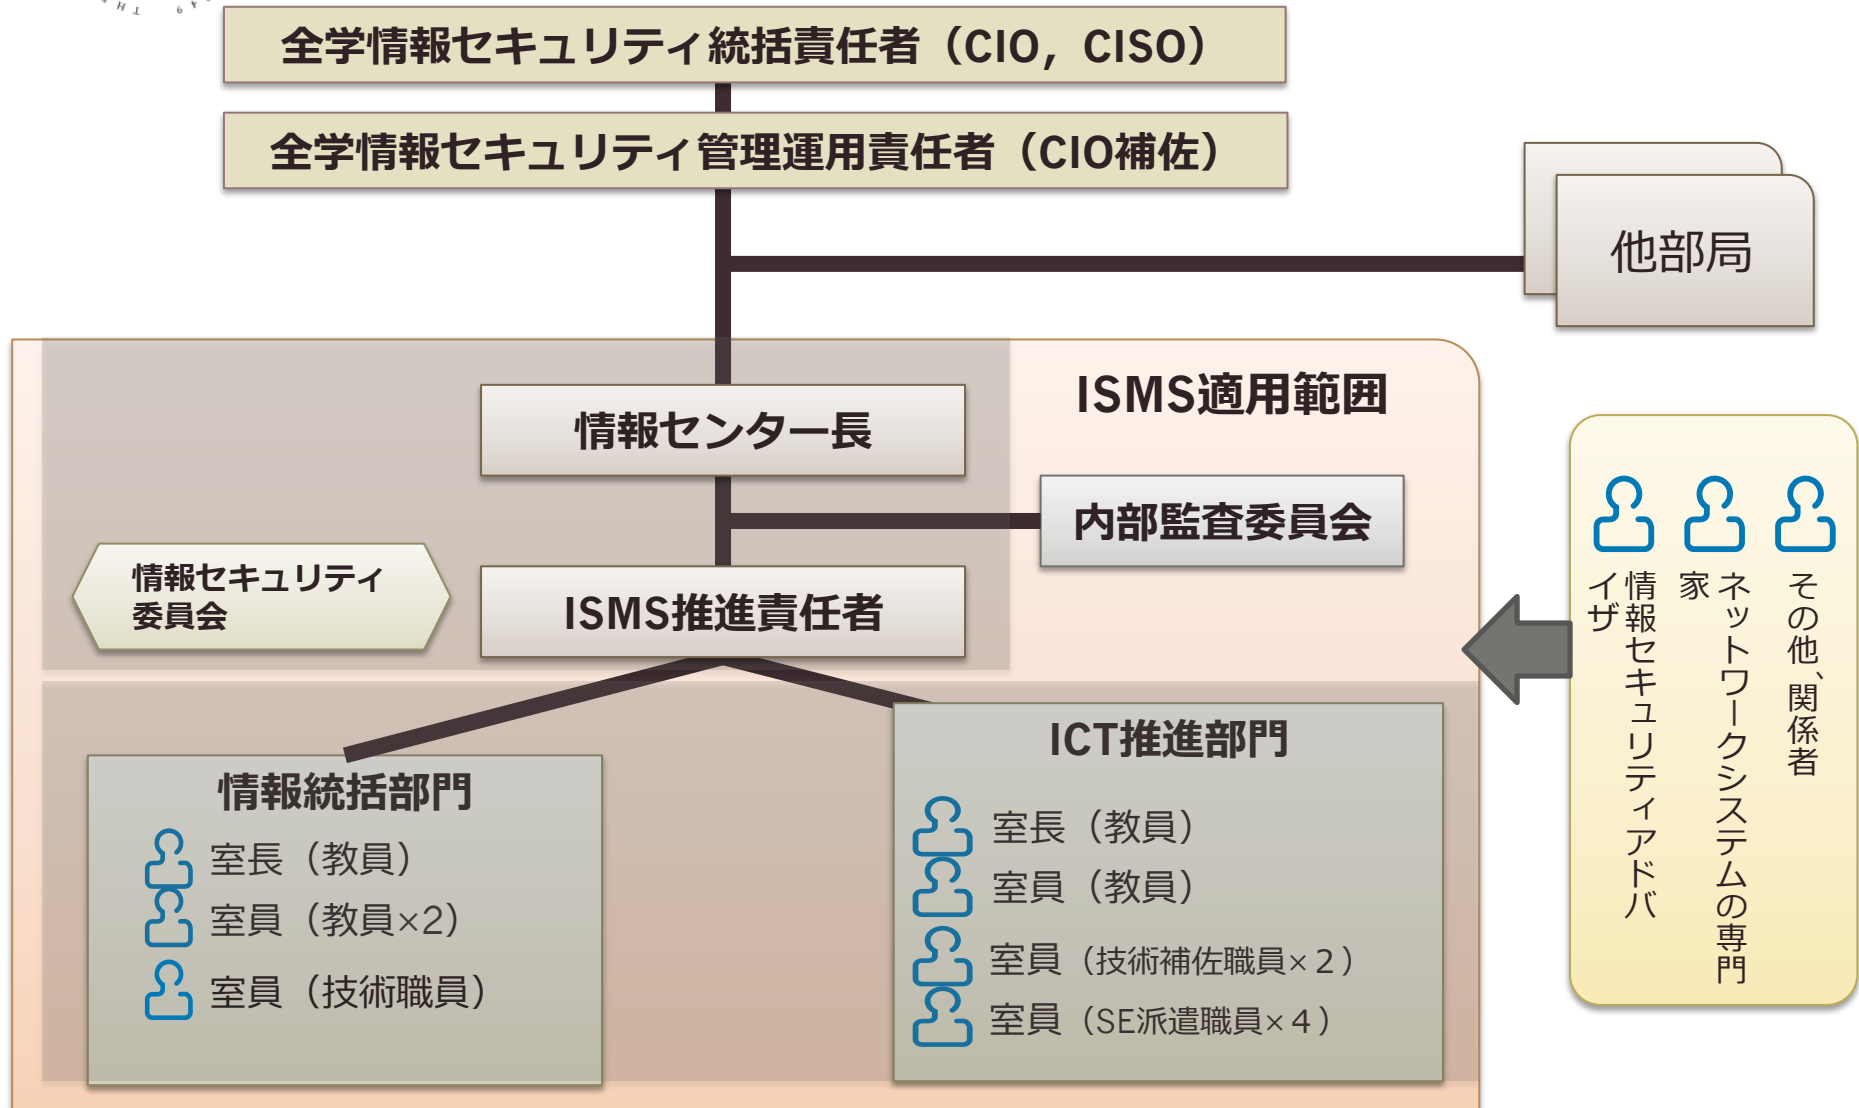 全学情報セキュリティ統括責任者（CIO，CISO）
全学情報セキュリティ管理運用責任者（CIO補佐）
他部局
ISMS適用範囲
情報センター長
内部監査委員会
情報セキュリティ
委員会
ISMS推進責任者
情報統括部門
室長（教員）
室員（教員×2）
室員（技術職員）
ICT推進部門
室長（教員）
室員（教員）
室員（技術補佐職員×２）
室員（SE派遣職員×４）
その他、関係者
ネットワークシステムの専門
家
情報セキュリティアドバ
イザ